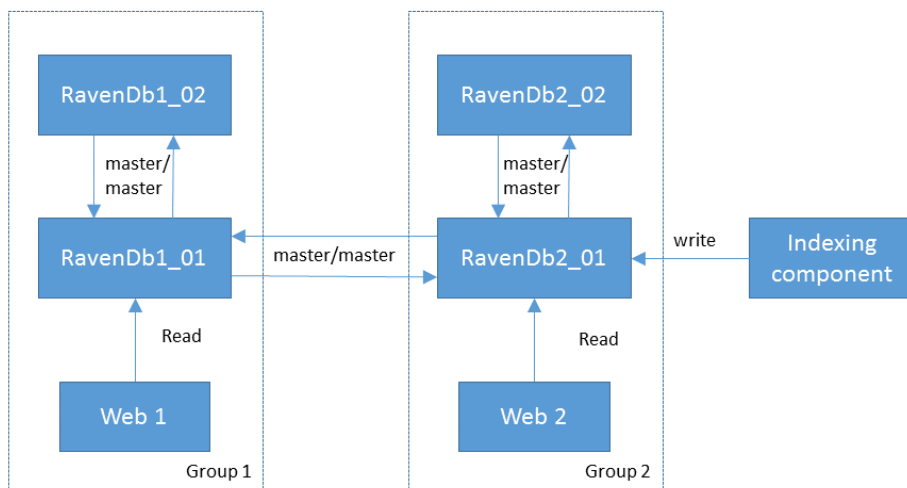 RavenDb1_02
RavenDb2_02
master/
master
master/
master
RavenDb1_01
master/master
RavenDb2_01
write
Indexing
component
Read
Read
Web 1
Web 2
Group 1
Group 2